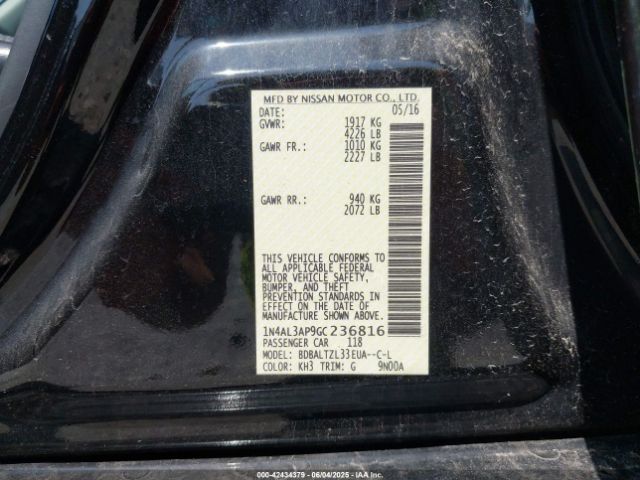 MFD BY NISSAN MOTOR CO., LTD.
DATE: 05/16
GVWR: 1917 KG
4226 LB
GAWR FR.: 1010 KG
2227 LB
GAWR RR.: 940 KG
2072 LB
THIS VEHICLE CONFORMS TO
ALL APPLICABLE FEDERAL
MOTOR VEHICLE SAFETY,
BUMPER, AND THEFT
PREVENTION STANDARDS
IN EFFECT ON THE DATE OF
MANUFACTURE SHOWN ABOVE.
1N4AL3AP9GC236816
PASSENGER CAR 118
MODEL: BDBALTZL33EUA--C-L
COLOR: KH3 TRIM: G 9N00A
000-42434379 - 06/04/2025 - IAAI.COM